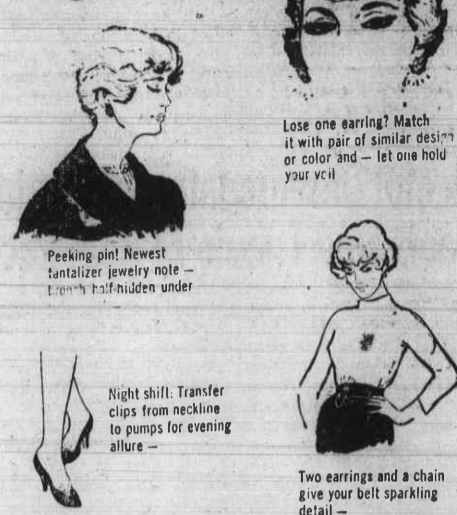 Lose one earring? Match
it with pair of similar design
or color and — let one hold
your veil
Peeking pin! Newest
tantalizer jewelry note —
half-hidden under
Night shift: Transfer
clips from neckline
to pumps for evening
allure —
Two earrings and a chain
give your belt sparkling
detail —